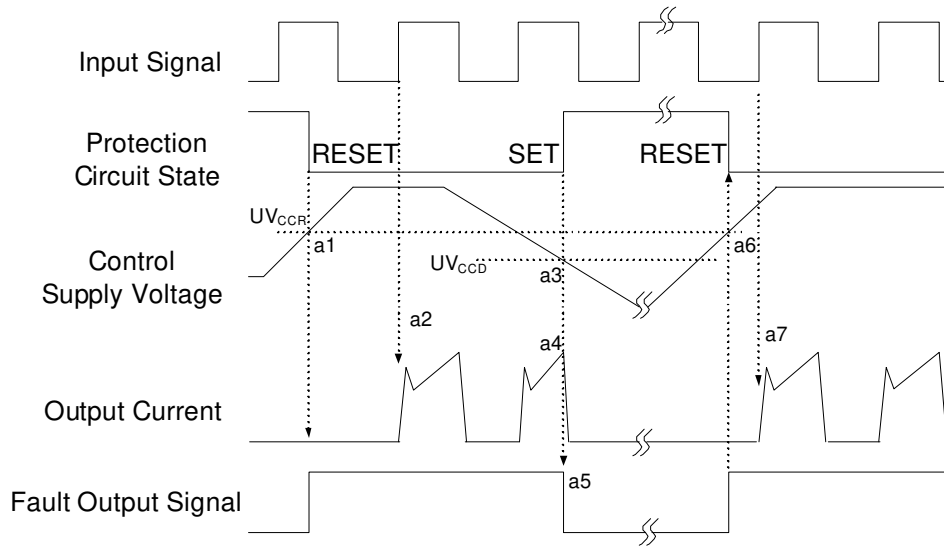 Input Signal
Protection
Circuit State
RESET
SET
RESET
UVCCR
a1
a6
Control
Supply Voltage
UVCCD
a3
a2
a4
a7
Output Current
a5
Fault Output Signal